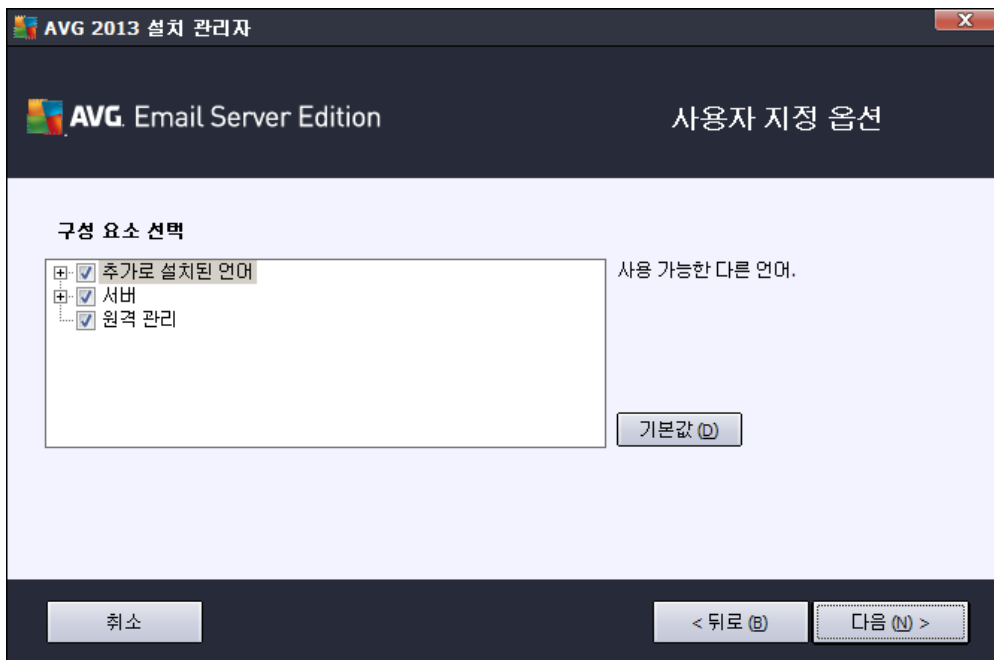 AVG 2013 설치 관리자
AVG. Email Server Edition
사용자 지정 옵션
구성 요소 선택
추가로 설치된 언어
서버
원격 관리
사용 가능한 다른 언어.
기본값 (D)
취소
< 뒤로 (B)
다음 (N) >